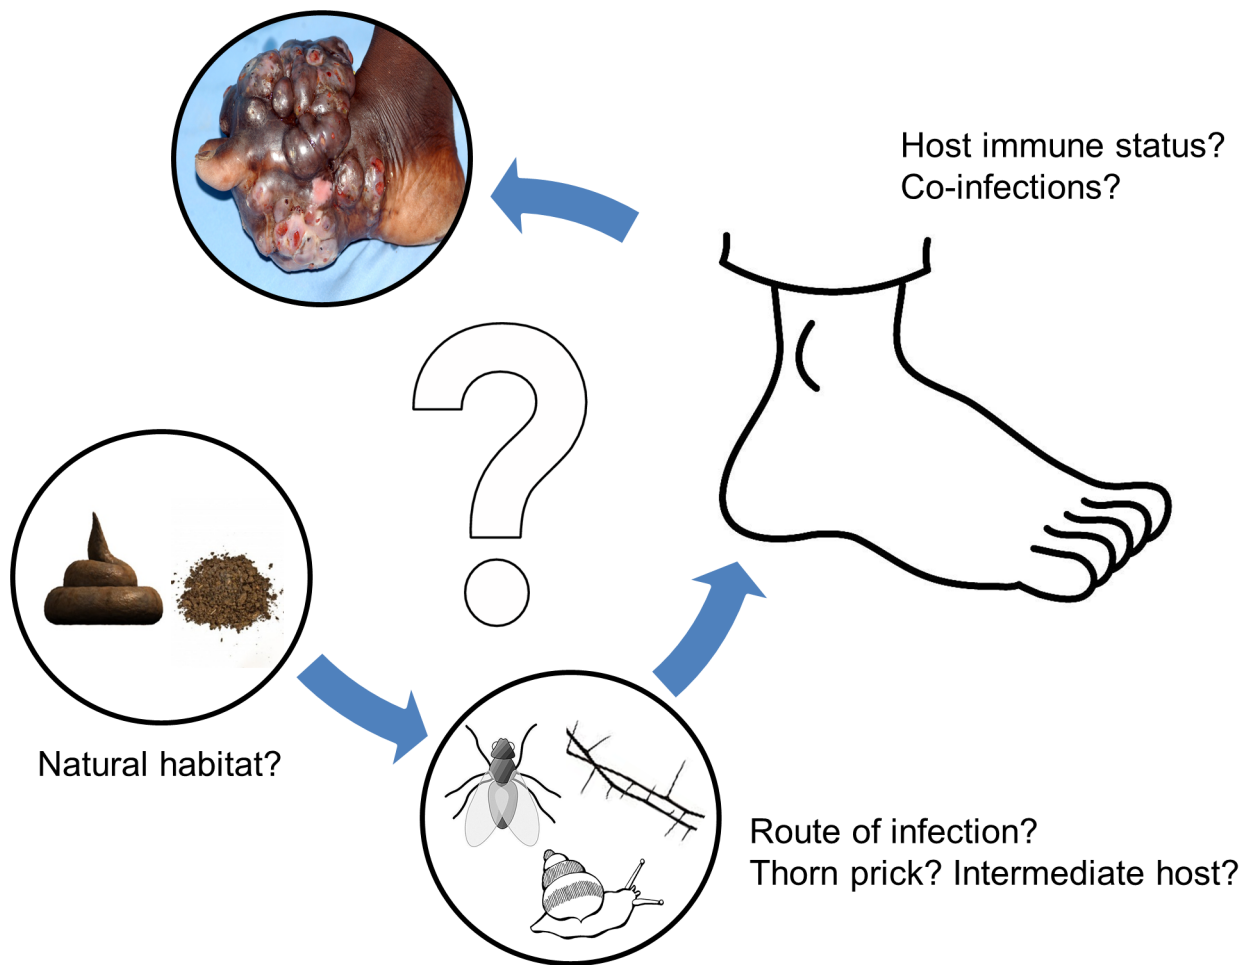 Host immune status?
Co-infections?
Natural habitat?
Route of infection?
Thorn prick? Intermediate host?